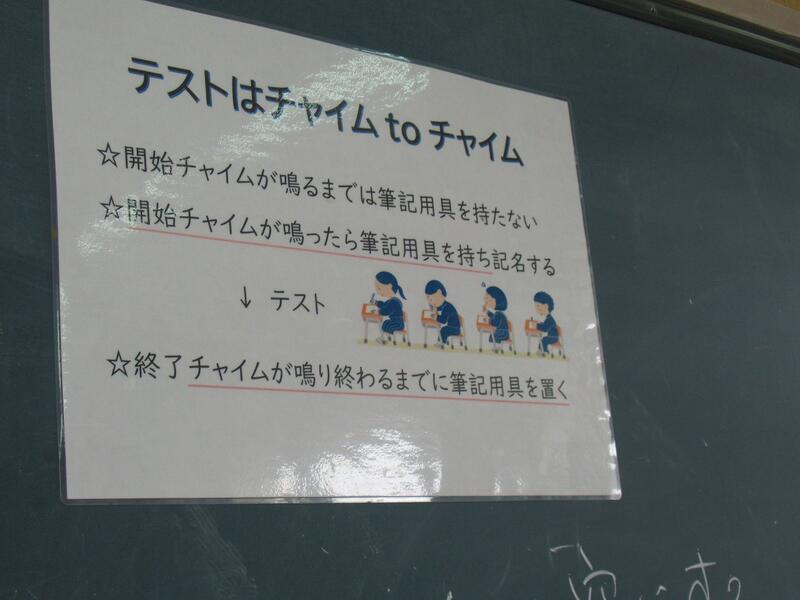 テストはチャイム to チャイム
☆開始チャイムが鳴るまでは筆記用具を持たない
☆開始チャイムが鳴ったら筆記用具を持ち記名する
↓ テスト
☆終了チャイムが鳴り終わるまでに筆記用具を置く